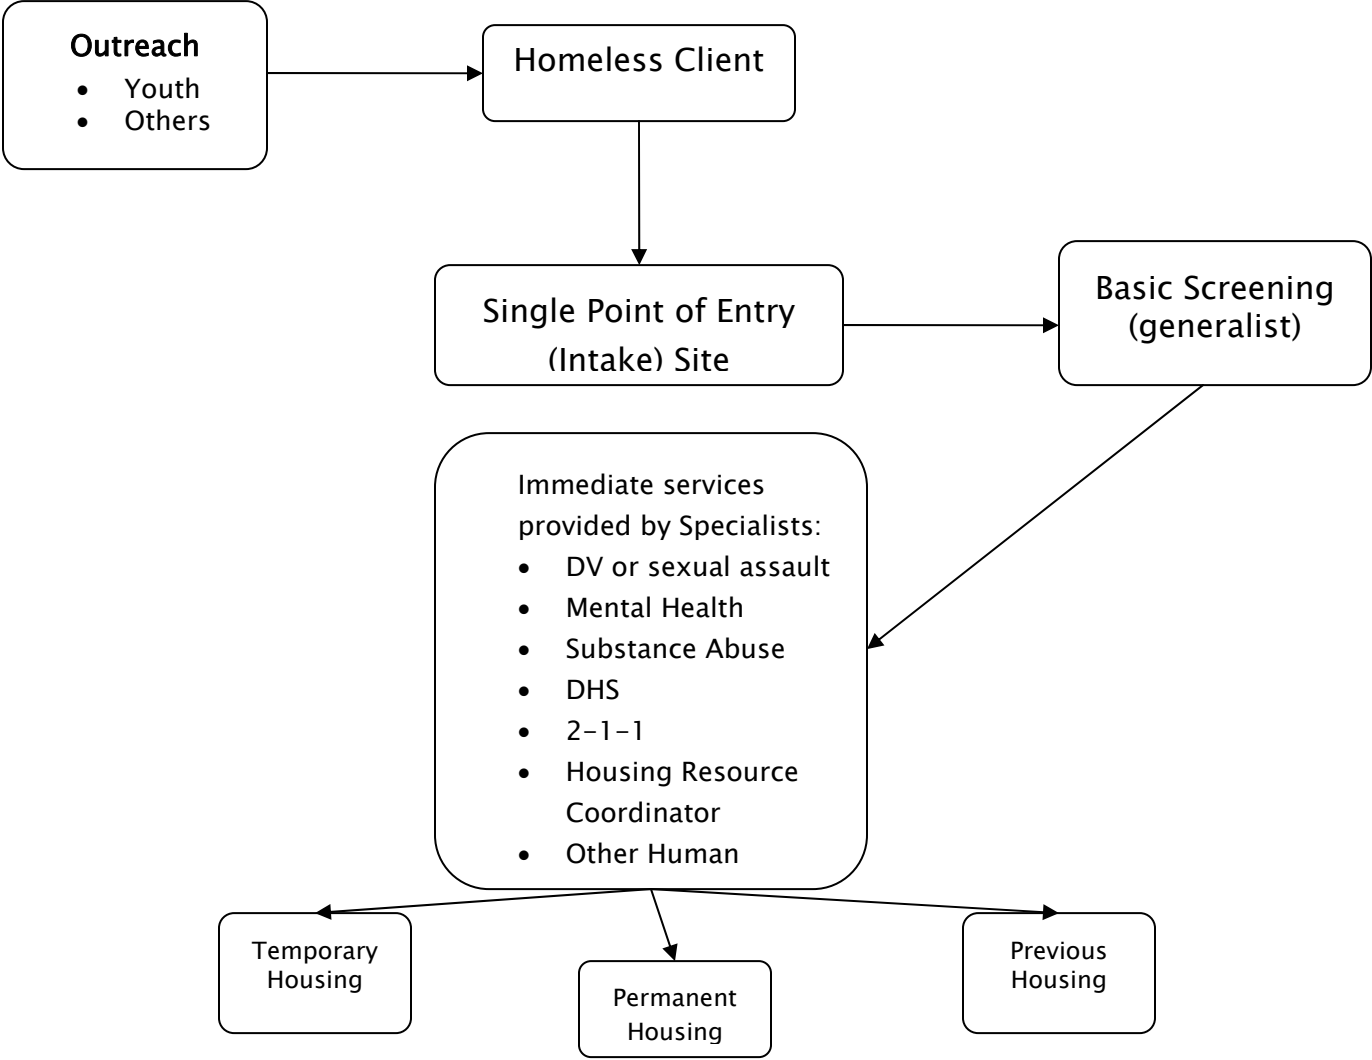 Outreach
• Youth
• Others
Homeless Client
Single Point of Entry
(Intake) Site
Basic Screening
(generalist)
Immediate services
provided by Specialists:
• DV or sexual assault
• Mental Health
• Substance Abuse
• DHS
• 2-1-1
• Housing Resource
Coordinator
• Other Human
Temporary
Housing
Permanent
Housing
Previous
Housing